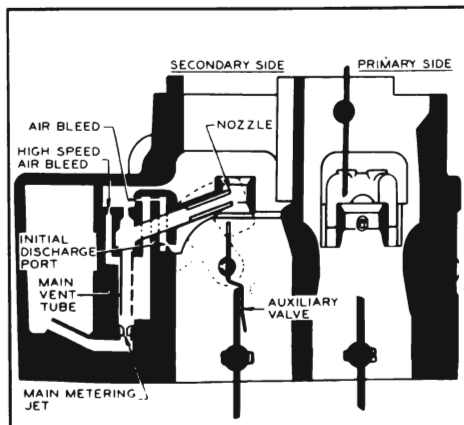 SECONDARY SIDE
PRIMARY SIDE
AIR BLEED
NOZZLE
HIGH SPEED
AIR BLEED
INITIAL
DISCHARGE
PORT
MAIN
VENT
TUBE
AUXILIARY
VALVE
MAIN METERING
JET